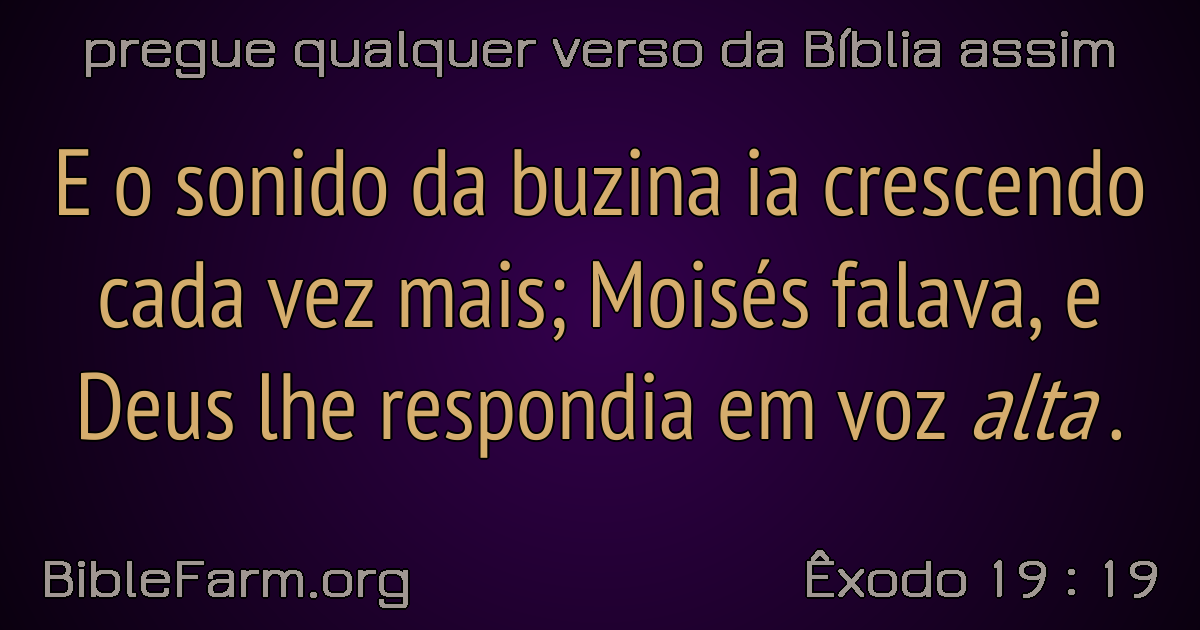 pregue qualquer verso da Bíblia assim
E o sonido da buzina ia crescendo
cada vez mais; Moisés falava, e
Deus lhe respondia em voz alta .
BibleFarm.org
Êxodo 19 : 19